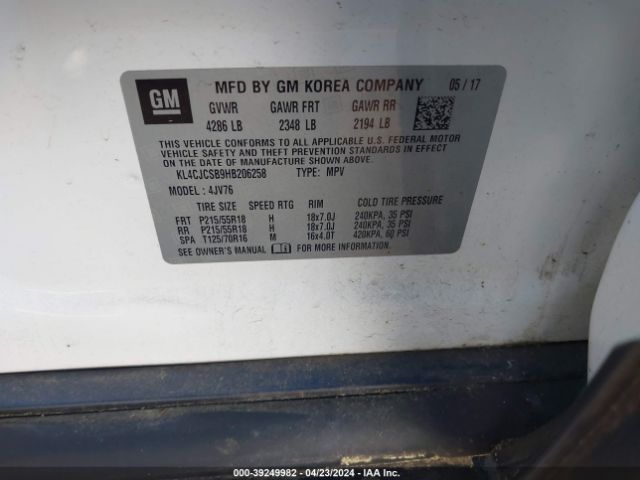 GM
MFD BY GM KOREA COMPANY 05 / 17
GVWR GAWR FRT GAWR RR
4286 LB 2348 LB 2194 LB
THIS VEHICLE CONFORMS TO ALL APPLICABLE U.S. FEDERAL MOTOR
VEHICLE SAFETY AND THEFT PREVENTION STANDARDS IN EFFECT ON
THE DATE OF MANUFACTURE SHOWN ABOVE.
KL4CJCSB9HB206258 TYPE: MPV
MODEL : 4JV76
TIRE SIZE SPEED RTG RIM COLD TIRE PRESSURE
FRT P215/55R18 H 18x7.0J 240KPA, 35 PSI
RR P215/55R18 H 18x7.0J 240KPA, 35 PSI
SPA T125/70R16 M 16x4.0T 420KPA, 60 PSI
SEE OWNER'S MANUAL FOR MORE INFORMATION.
000-39249982 / 04/23/2024 / IAA Inc.